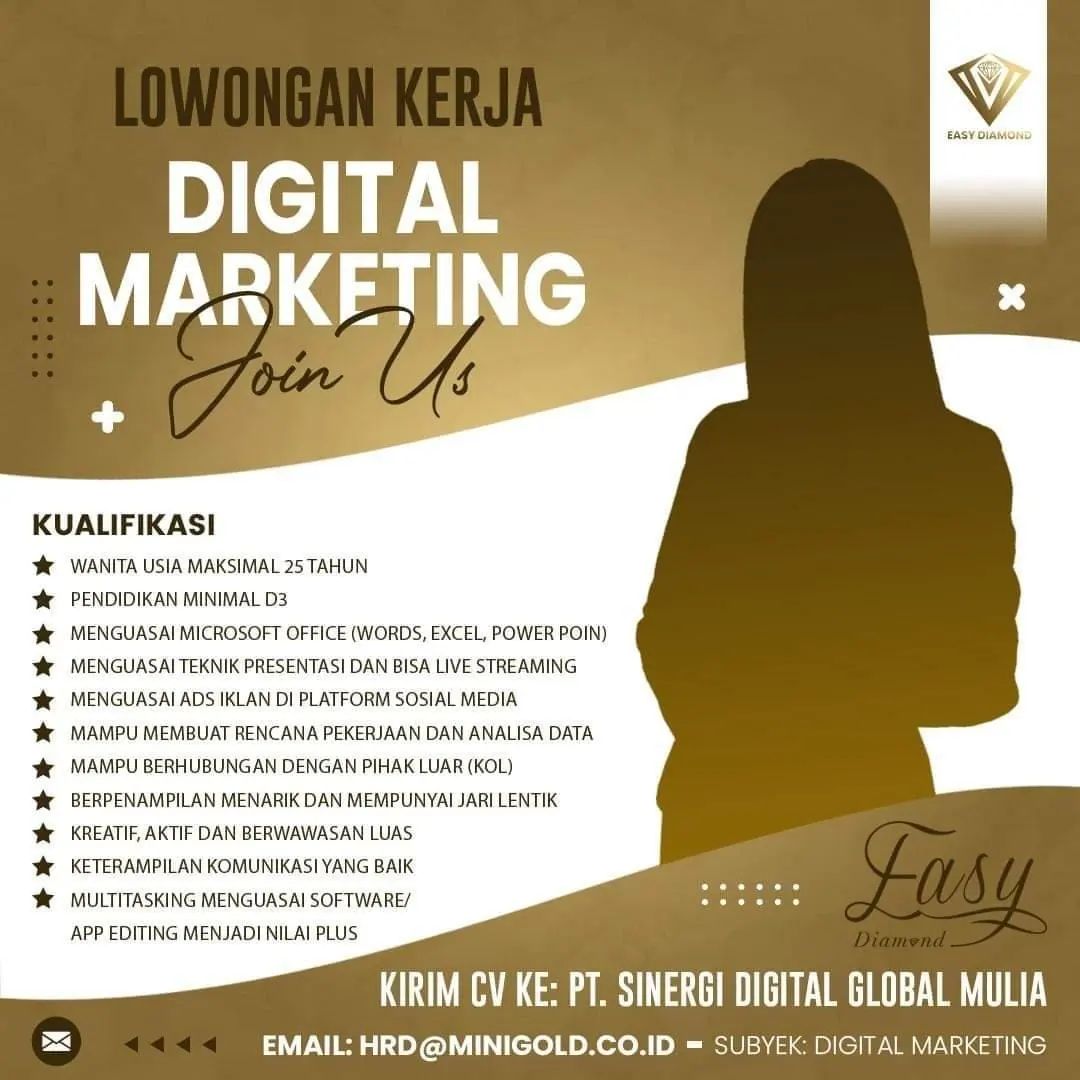 EASY DIAMOND
LOWONGAN KERJA
DIGITAL
MARKETING
Join Us
KUALIFIKASI
WANITA USIA MAKSIMAL 25 TAHUN
PENDIDIKAN MINIMAL D3
MENGUASAI MICROSOFT OFFICE (WORDS, EXCEL, POWER POIN)
MENGUASAI TEKNIK PRESENTASI DAN BISA LIVE STREAMING
MENGUASAI ADS IKLAN DI PLATFORM SOSIAL MEDIA
MAMPU MEMBUAT RENCANA PEKERJAAN DAN ANALISA DATA
MAMPU BERHUBUNGAN DENGAN PIHAK LUAR (KOL)
BERPENAMPILAN MENARIK DAN MEMPUNYAI JARI LENTIK
KREATIF, AKTIF DAN BERWAWASAN LUAS
KETERAMPILAN KOMUNIKASI YANG BAIK
MULTITASKING MENGUASAI SOFTWARE/
APP EDITING MENJADI NILAI PLUS
Easy
Diamond
KIRIM CV KE: PT. SINERGI DIGITAL GLOBAL MULIA
EMAIL: HRD@MINIGOLD.CO.ID - SUBYEK: DIGITAL MARKETING